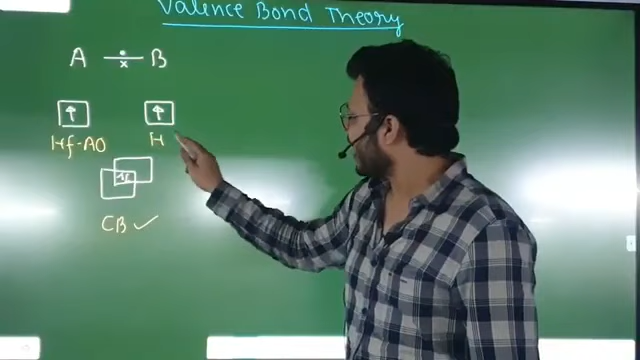 Valence Bond Theory
A B
Hf-AO H
CB ✓